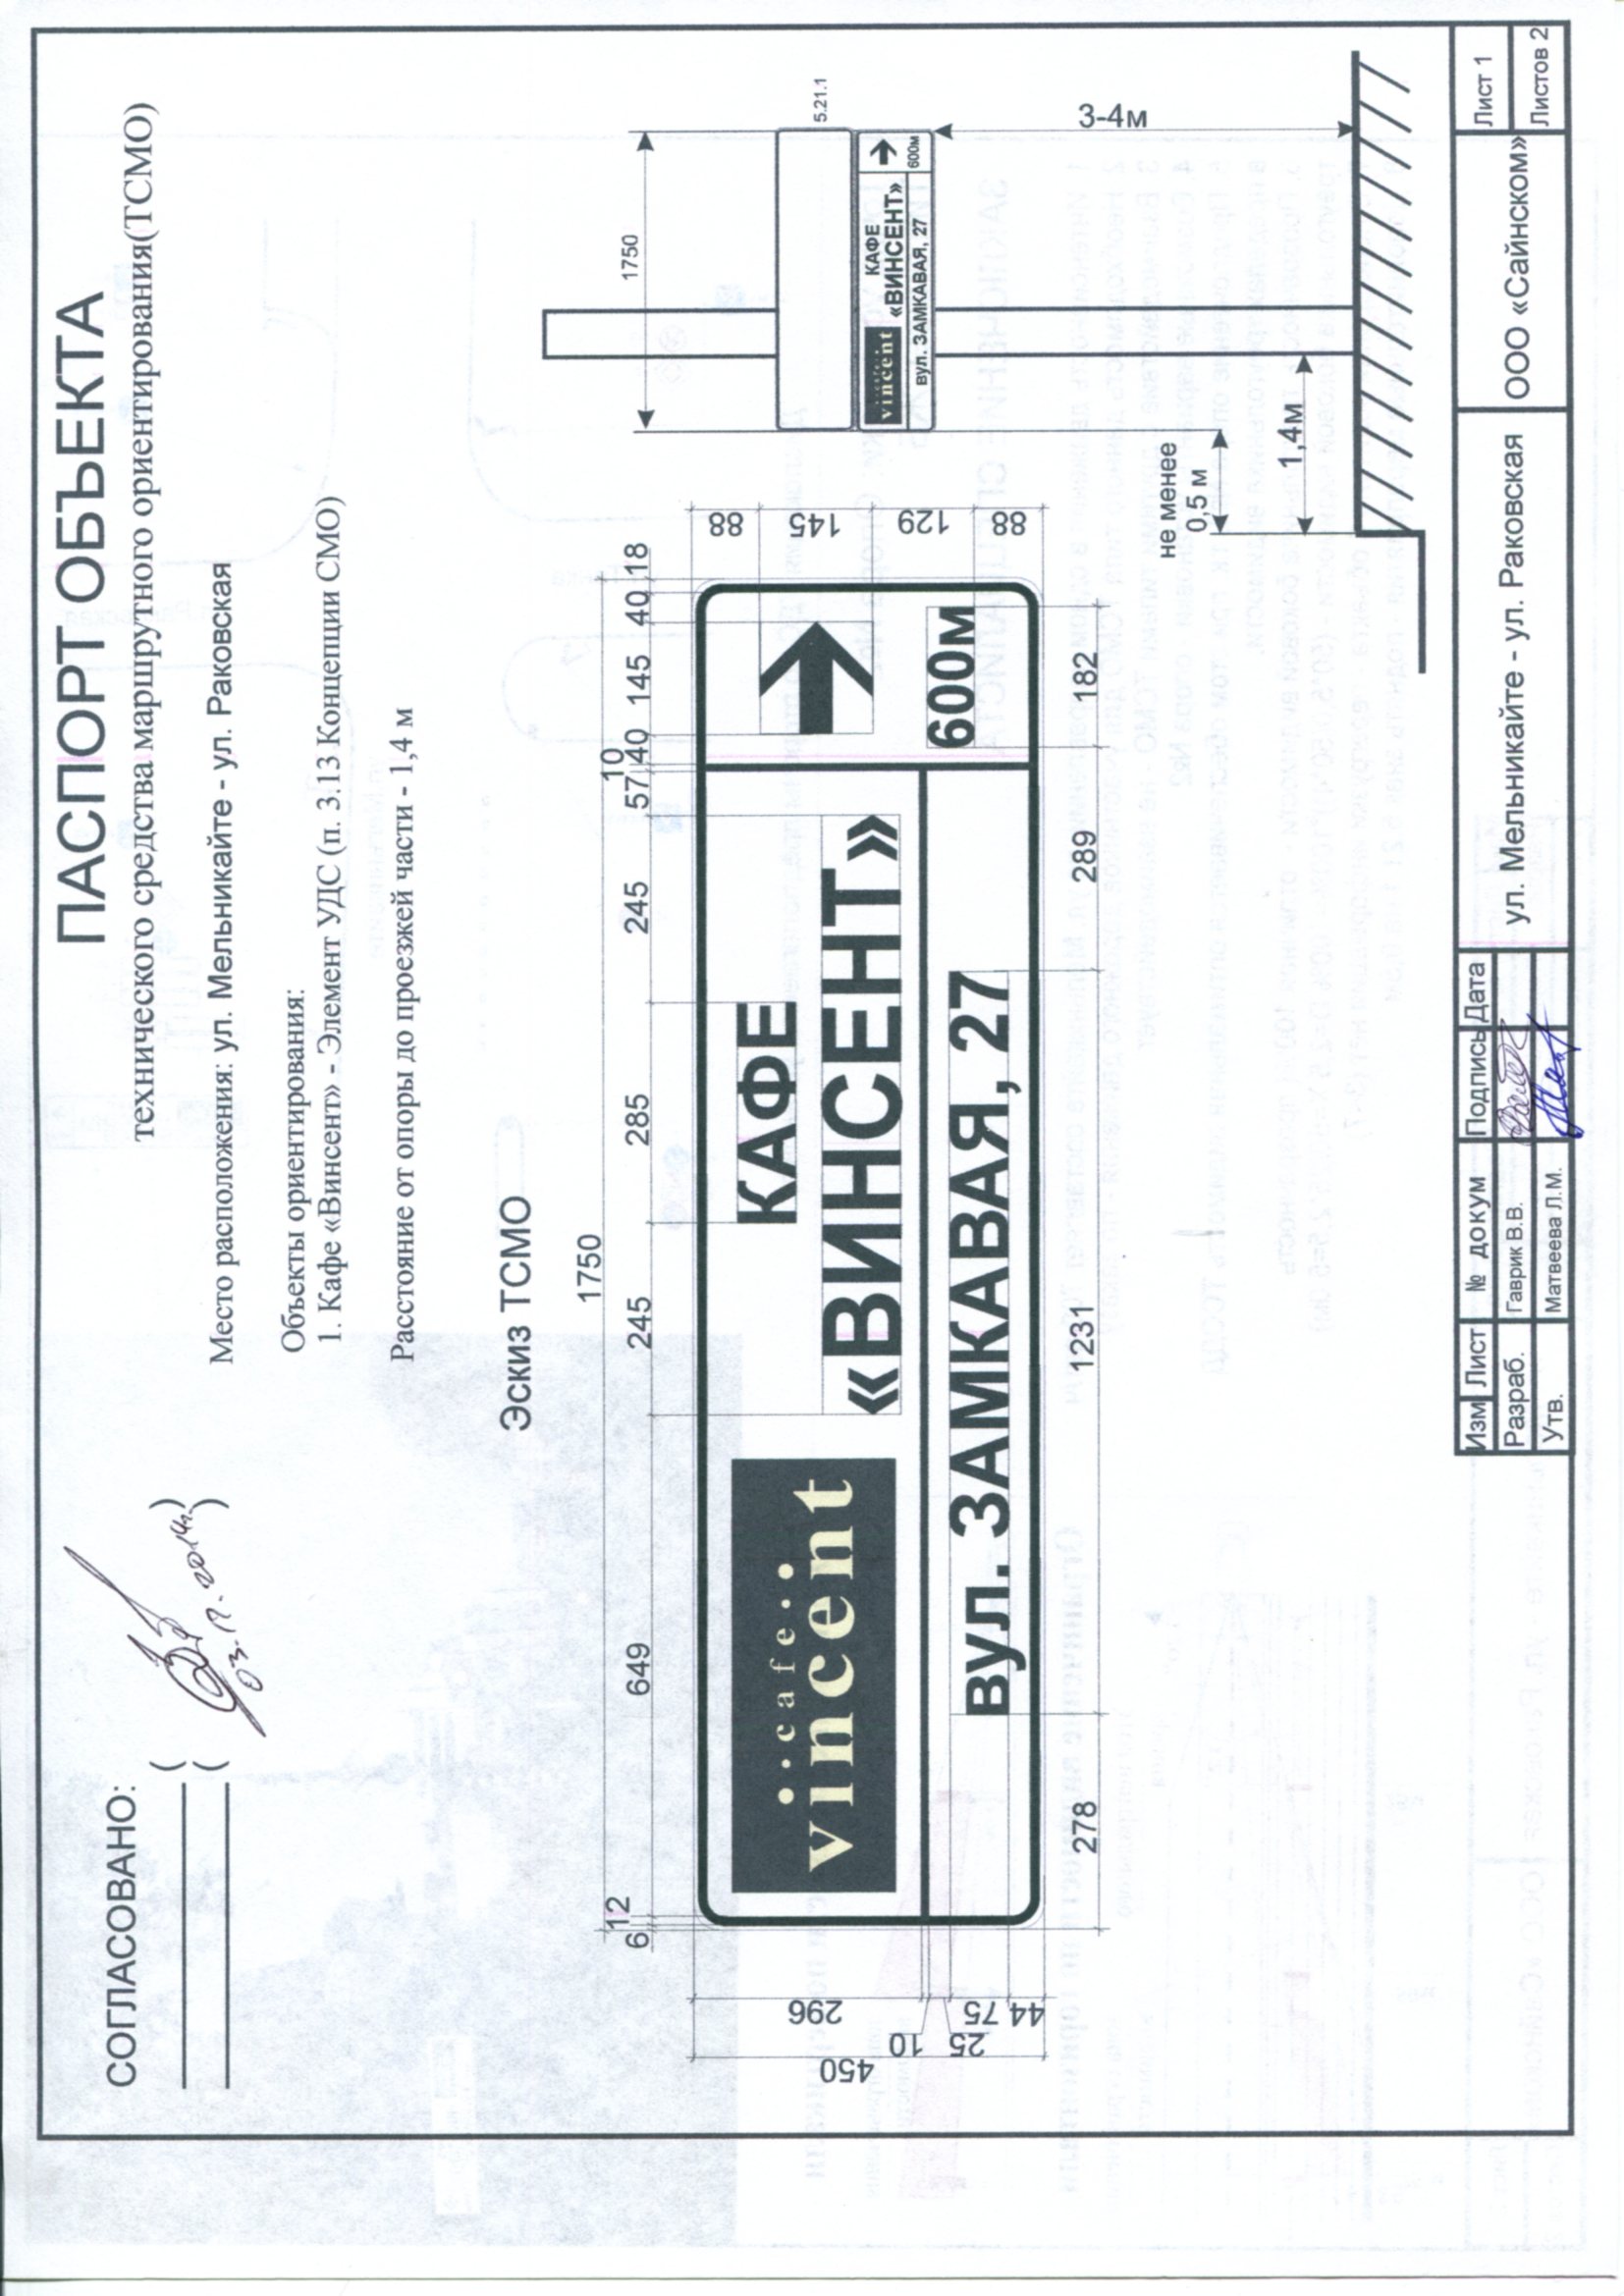 СОГЛАСОВАНО:
( )
( )
03.12.2014г.
ПАСПОРТ ОБЪЕКТА
технического средства маршрутного ориентирования(ТСМО)
Место расположения: ул. Мельникайте - ул. Раковская
Объекты ориентирования:
1. Кафе «Винсент» - Элемент УДС (п. 3.13 Концепции СМО)
Расстояние от опоры до проезжей части - 1,4 м
Эскиз ТСМО
1750
6 12 649 245 285 245 57 10 40 145 40 18
cafe
vincent
КАФЕ
«ВИНСЕНТ»
вул. ЗАМКАВАЯ, 27
600м
450
296
10
25
75
44
88
145
129
88
278 1231 289 182
1750
5.21.1
vincent
КАФЕ
«ВИНСЕНТ»
вул. ЗАМКАВАЯ, 27
600м
3-4м
не менее
0,5 м
1,4м
Изм Лист № докум Подпись Дата
Разраб. Гаврик В.В.
Утв. Матвеева Л.М.
ул. Мельникайте - ул. Раковская
ООО «Сайнском»
Лист 1
Листов 2